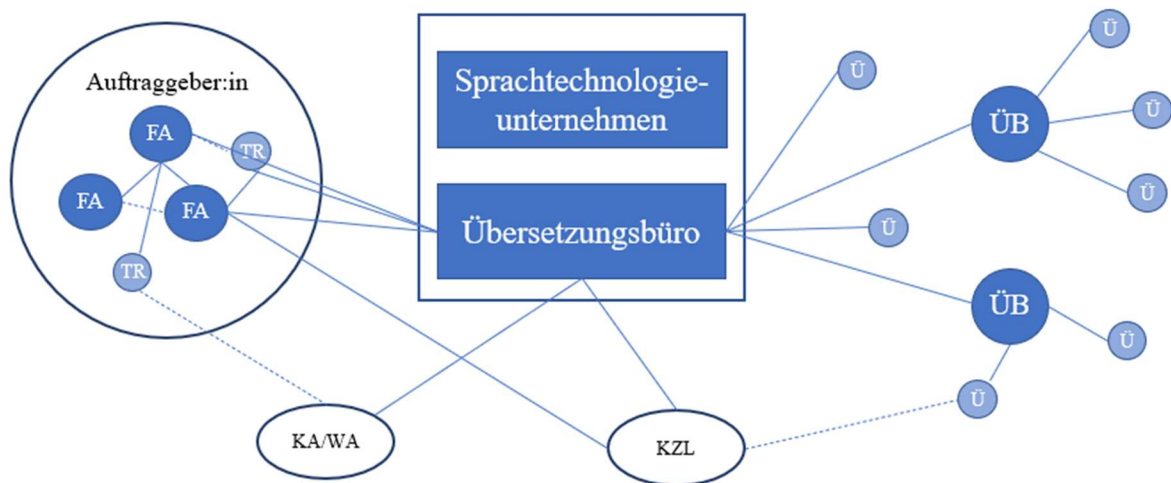 Auftraggeber:in
FA
TR
FA
FA
TR
Sprachtechnologie-
unternehmen
Übersetzungsbüro
KA/WA
KZL
Ü
Ü
ÜB
Ü
Ü
Ü
ÜB
Ü
Ü